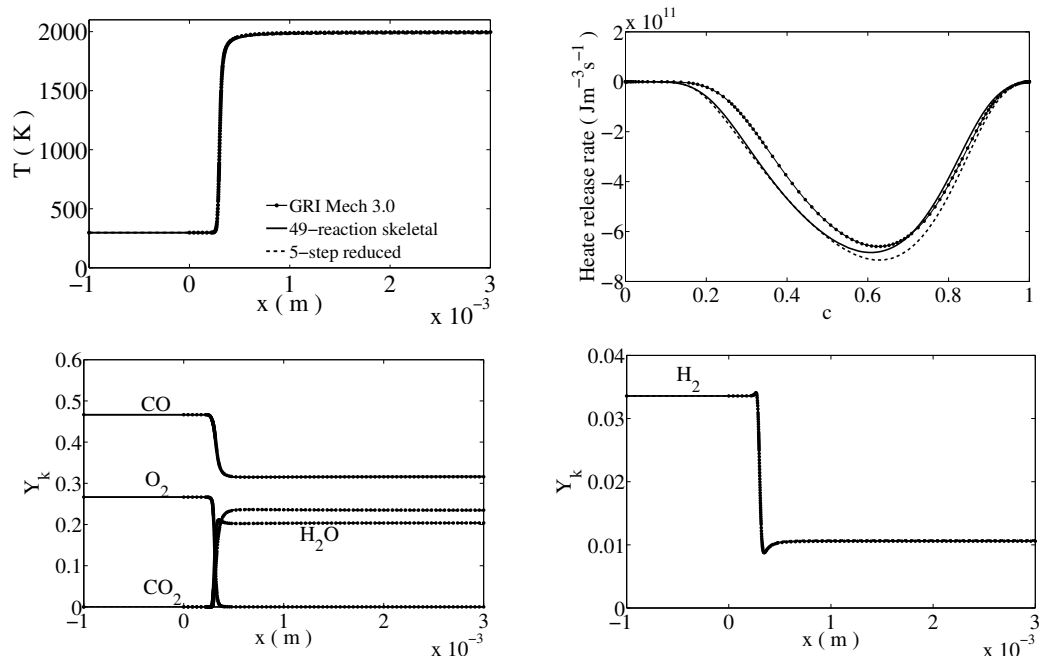 2000
1500
1000
500
0
T ( K )
GRI Mech 3.0
49−reaction skeletal
5−step reduced
−1 0 1 2 3
x ( m )
x 10−3
x 1011
2
0
−2
−4
−6
−8
Heate release rate ( Jm−3s−1 )
0 0.2 0.4 0.6 0.8 1
c
0.6
0.5
0.4
0.3
0.2
0.1
0
Yk
CO
O2
H2O
CO2
−1 0 1 2 3
x ( m )
x 10−3
0.04
0.03
0.02
0.01
0
Yk
H2
−1 0 1 2 3
x ( m )
x 10−3